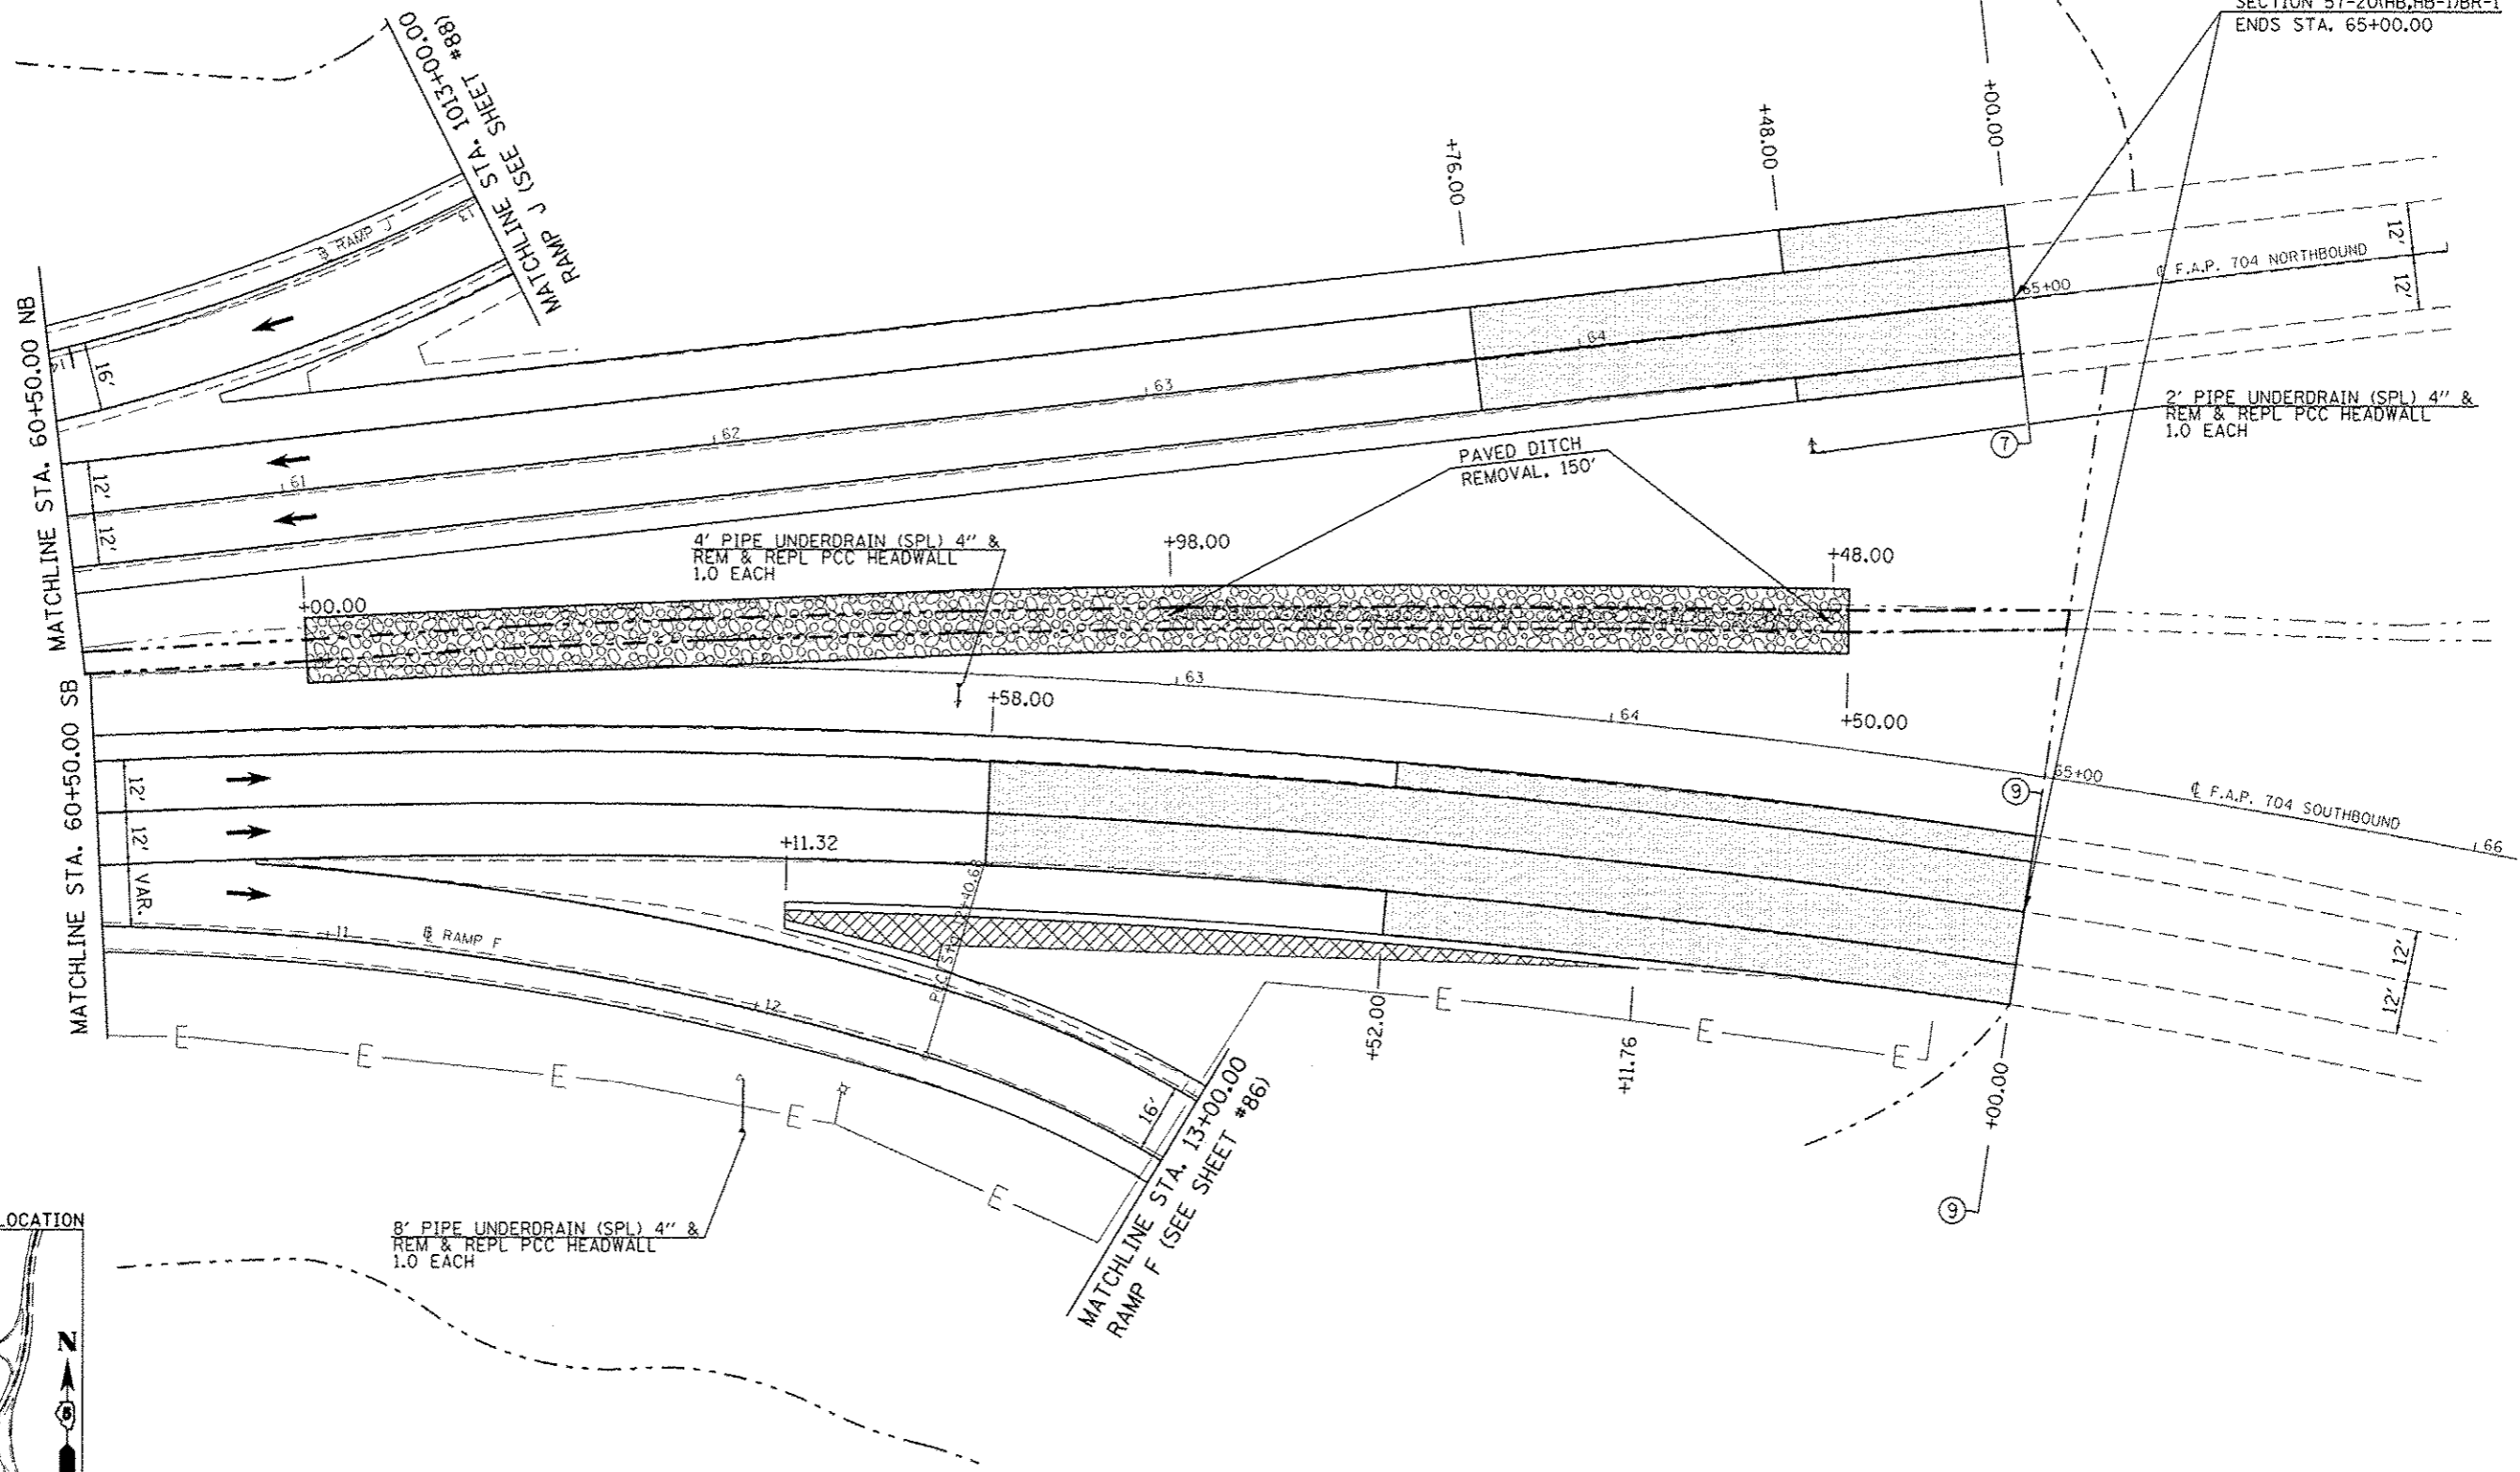 SECTION 57-20(HB,HB-1)BR-1
ENDS STA. 65+00.00
MATCHLINE STA. 1013+00.00
RAMP J (SEE SHEET #88)
+00.00
+48.00
+76.00
℄ F.A.P. 704 NORTHBOUND
12'
12'
65+00
64
63
62
61
B RAMP J
13
14
16'
MATCHLINE STA. 60+50.00 NB
12'
12'
2' PIPE UNDERDRAIN (SPL) 4" &
REM & REPL PCC HEADWALL
1.0 EACH
7
PAVED DITCH
REMOVAL. 150'
4' PIPE UNDERDRAIN (SPL) 4" &
REM & REPL PCC HEADWALL
1.0 EACH
+98.00
+48.00
+00.00
63
64
+50.00
+58.00
65+00
℄ F.A.P. 704 SOUTHBOUND
66
9
MATCHLINE STA. 60+50.00 SB
12'
12'
VAR.
+11.32
11
B RAMP F
12
12'
12'
16'
+52.00
+11.76
+00.00
E
E
E
E
E
E
E
E
9
MATCHLINE STA. 13+00.00
RAMP F (SEE SHEET #86)
8' PIPE UNDERDRAIN (SPL) 4" &
REM & REPL PCC HEADWALL
1.0 EACH
LOCATION
N